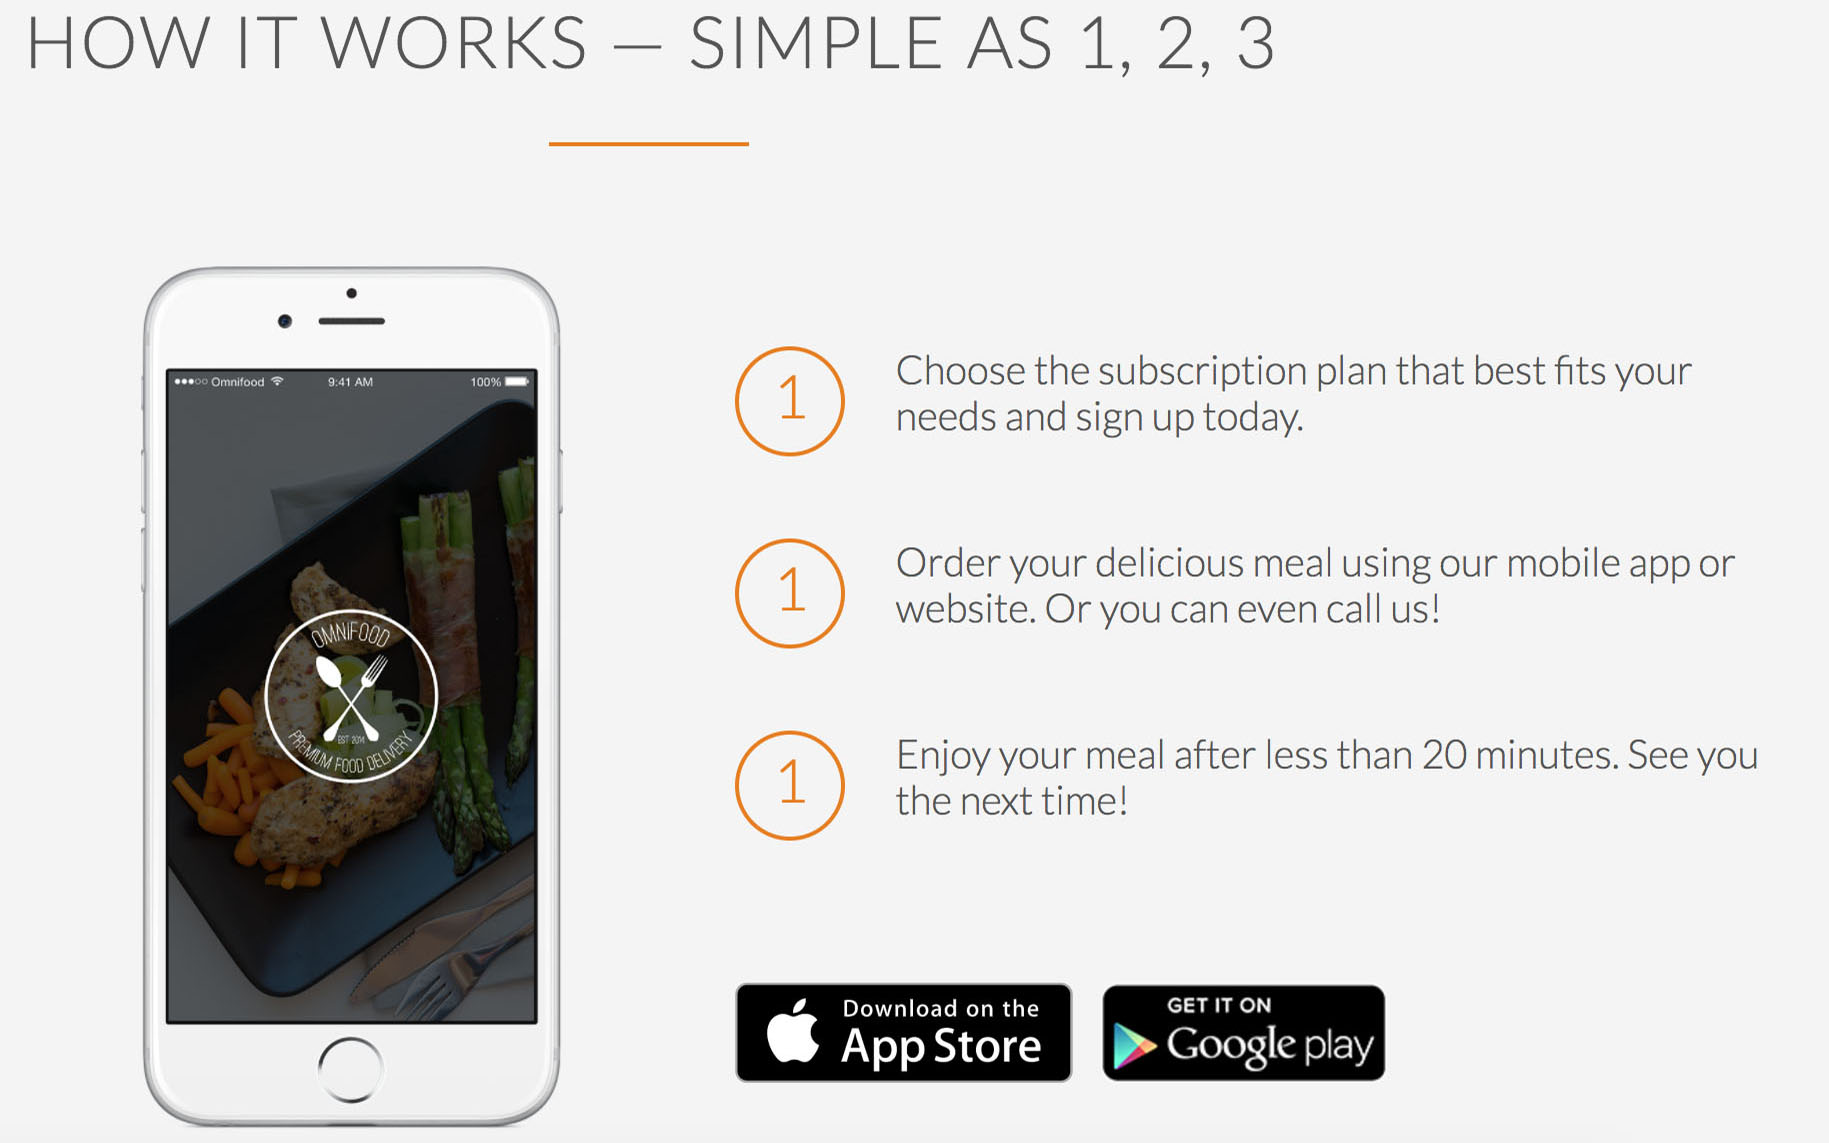 HOW IT WORKS — SIMPLE AS 1, 2, 3
Omnifood 9:41 AM 100%
OMNIFOOD
EST 2014
PREMIUM FOOD DELIVERY
1
Choose the subscription plan that best fits your
needs and sign up today.
1
Order your delicious meal using our mobile app or
website. Or you can even call us!
1
Enjoy your meal after less than 20 minutes. See you
the next time!
Download on the
App Store
GET IT ON
Google play